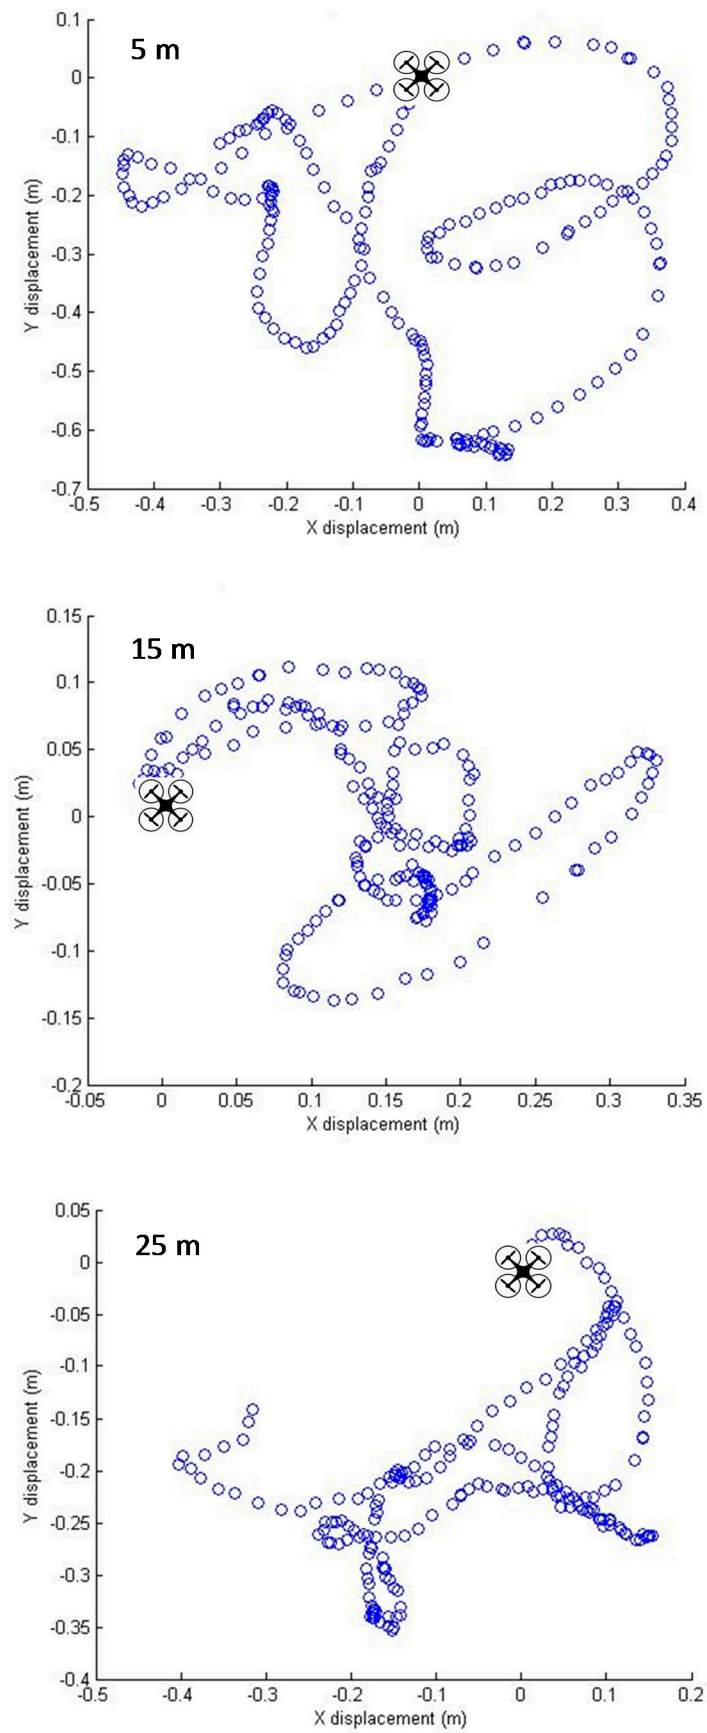 5 m
0.1
0
-0.1
-0.2
-0.3
-0.4
-0.5
-0.6
-0.7
Y displacement (m)
-0.5 -0.4 -0.3 -0.2 -0.1 0 0.1 0.2 0.3 0.4
X displacement (m)
15 m
0.15
0.1
0.05
0
-0.05
-0.1
-0.15
-0.2
Y displacement (m)
-0.05 0 0.05 0.1 0.15 0.2 0.25 0.3 0.35
X displacement (m)
25 m
0.05
0
-0.05
-0.1
-0.15
-0.2
-0.25
-0.3
-0.35
-0.4
Y displacement (m)
-0.5 -0.4 -0.3 -0.2 -0.1 0 0.1 0.2
X displacement (m)